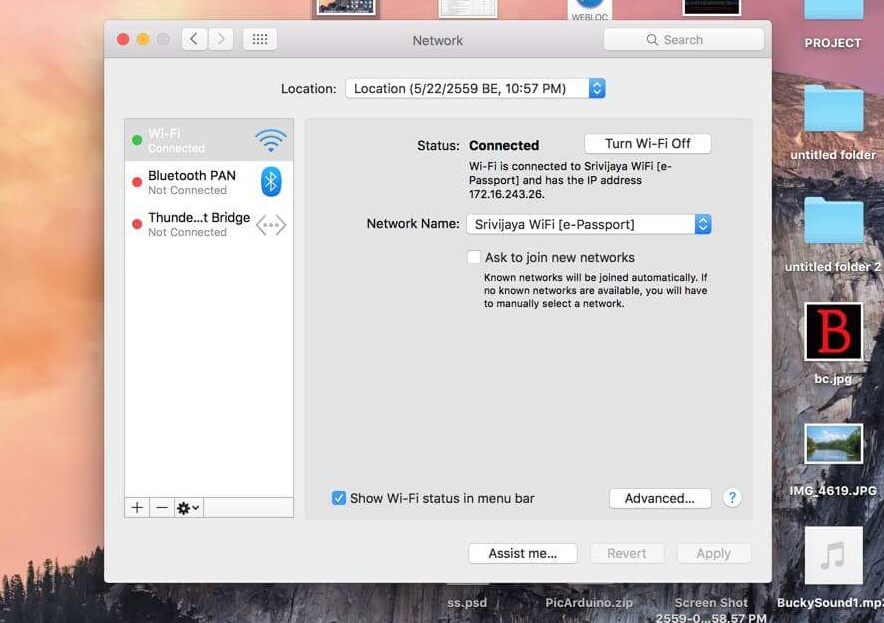 WEBLOC
Network
Search
PROJECT
Location:
Location (5/22/2559 BE, 10:57 PM)
Wi-Fi
Connected
Status:
Connected
Turn Wi-Fi Off
Wi-Fi is connected to Srivijaya WiFi [e-
Passport] and has the IP address
172.16.243.26.
untitled folder
Bluetooth PAN
Not Connected
Thunde...t Bridge
Not Connected
Network Name:
Srivijaya WiFi [e-Passport]
Ask to join new networks
Known networks will be joined automatically. If
no known networks are available, you will have
to manually select a network.
untitled folder 2
B
bc.jpg
Show Wi-Fi status in menu bar
Advanced...
?
IMG_4619.JPG
Assist me...
Revert
Apply
ss.psd
PicArduino.zip
Screen Shot
2559-0...58.57 PM
BuckySound1.mp3